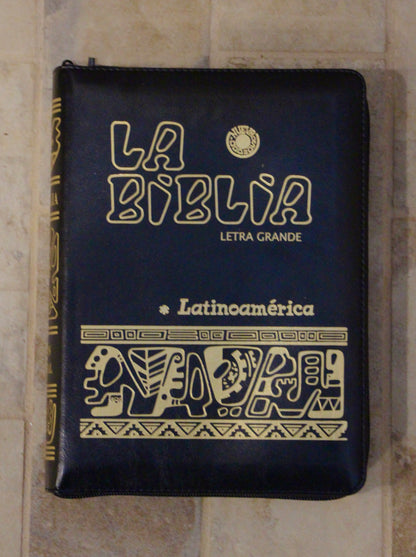 LA
BIBLIA
LETRA GRANDE
* Latinoamérica